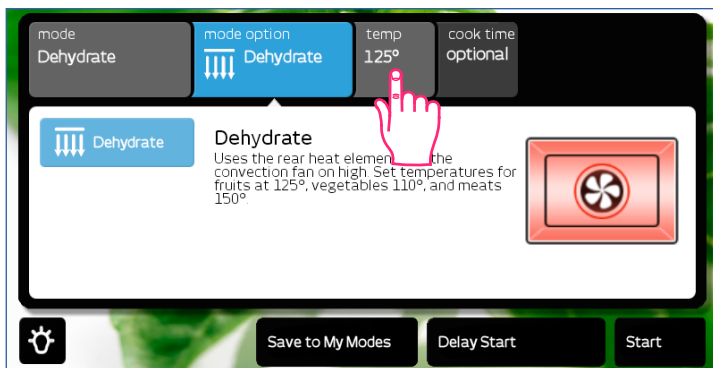 mode
Dehydrate
mode option
Dehydrate
temp
125°
cook time
optional
Dehydrate
Dehydrate
Uses the rear heat elemen the
convection fan on high. Set temperatures for
fruits at 125°, vegetables 110°, and meats
150°.
Save to My Modes
Delay Start
Start